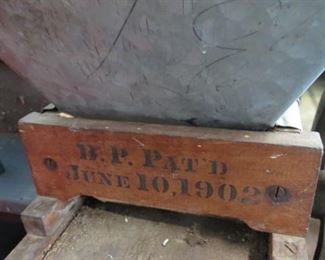 B.P. PAT'D
JUNE 10, 1902